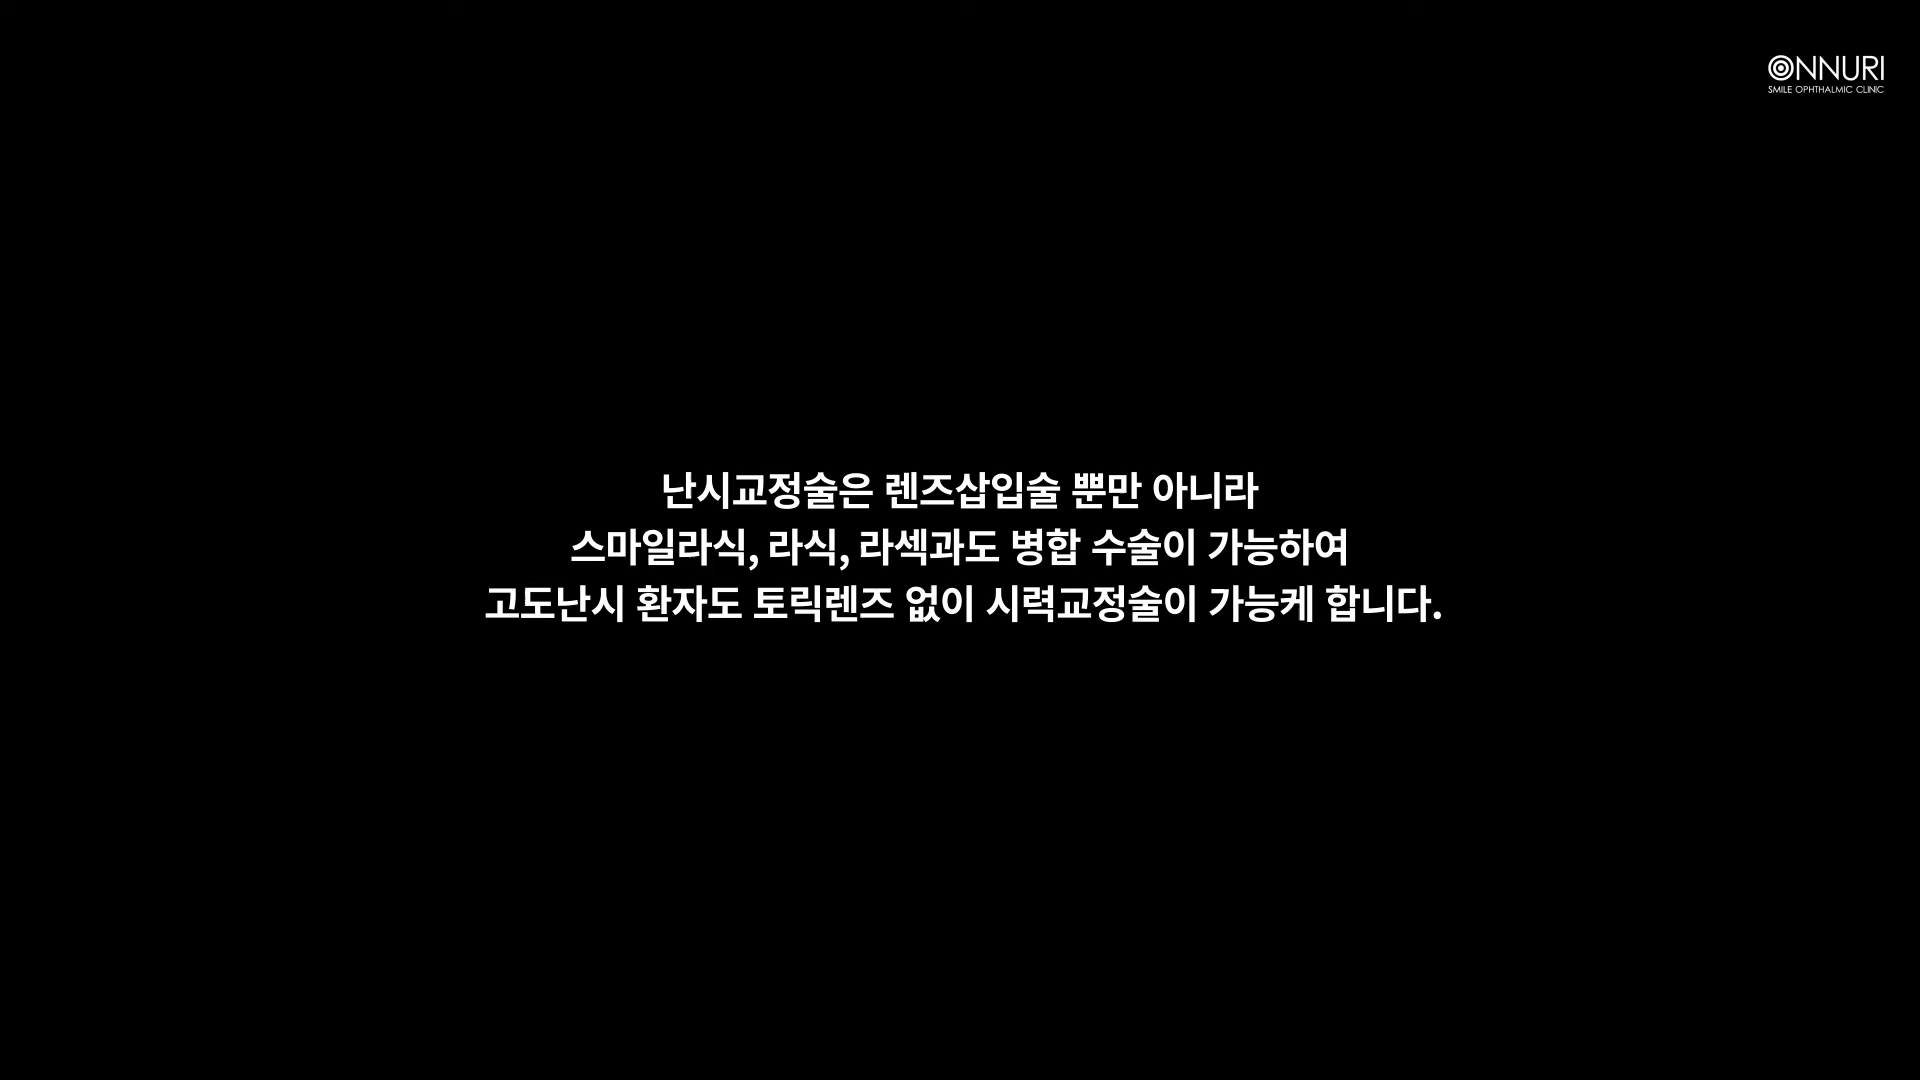 ONNURI
SMILE OPHTHALMIC CLINIC
난시교정술은 렌즈삽입술 뿐만 아니라
스마일라식, 라식, 라섹과도 병합 수술이 가능하여
고도난시 환자도 토릭렌즈 없이 시력교정술이 가능케 합니다.